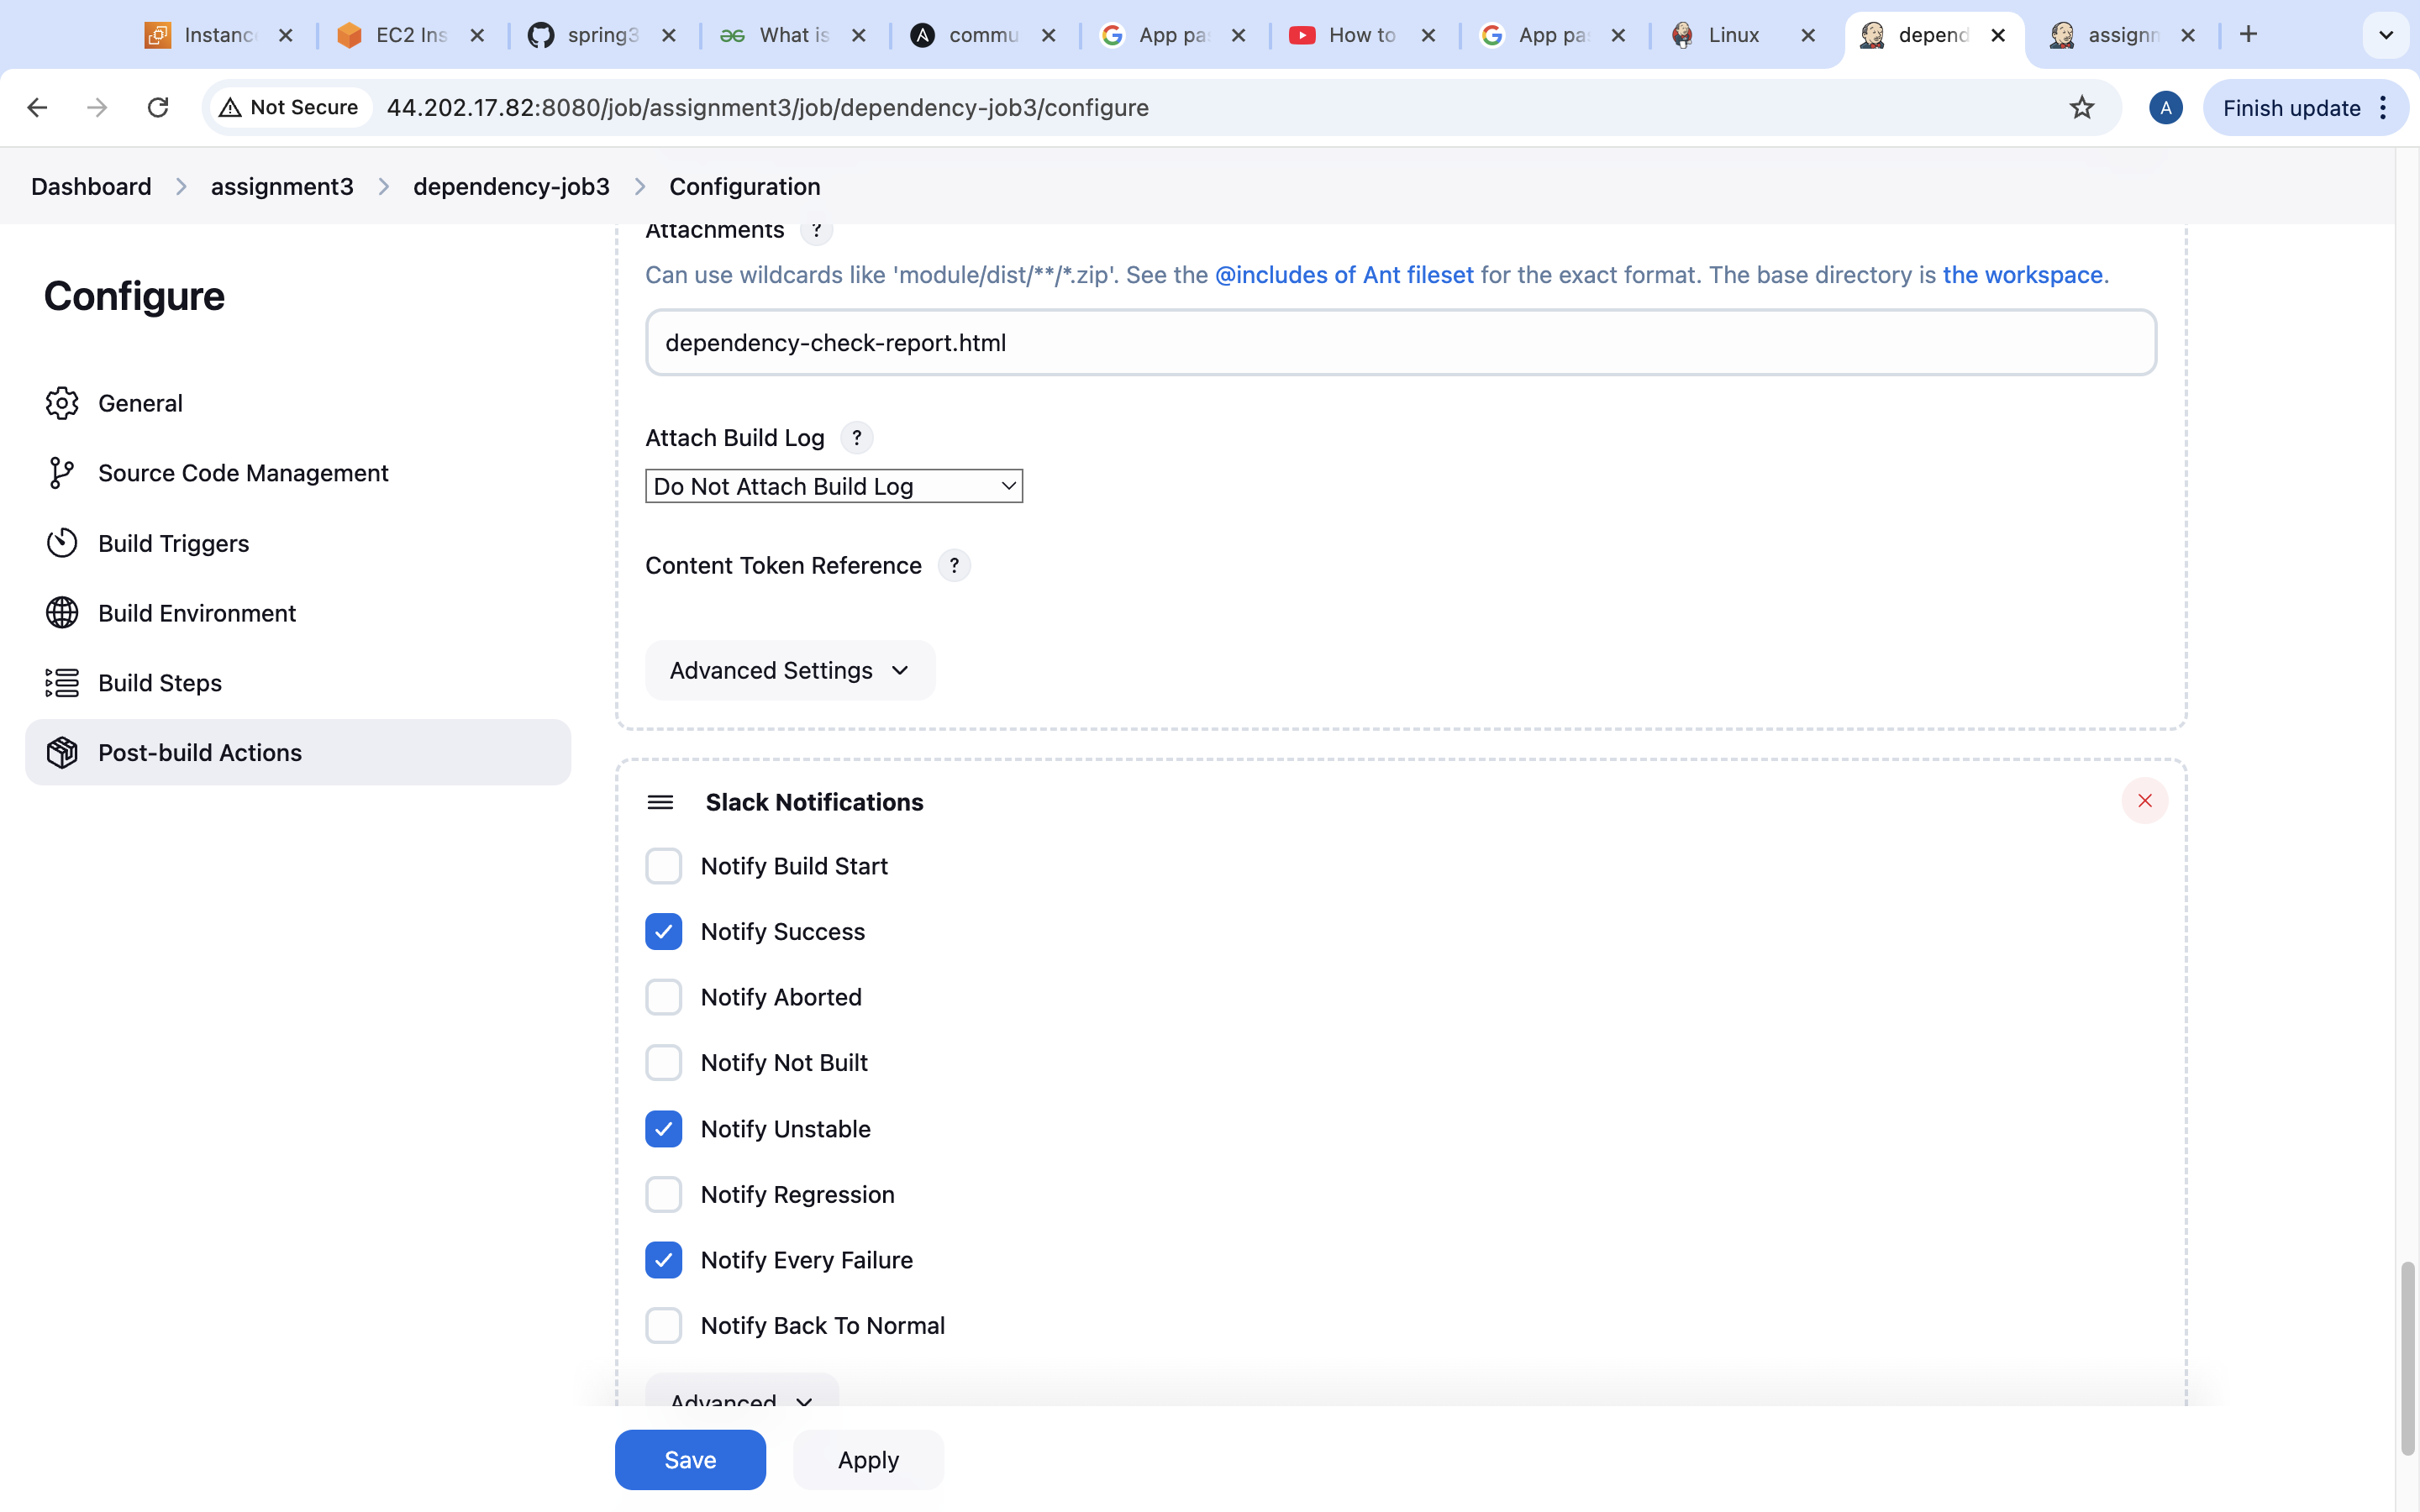 Instanc
EC2 Ins
spring3
What is
commu
App pa
How to
App pa
Linux
depend
assignn
Not Secure
44.202.17.82:8080/job/assignment3/job/dependency-job3/configure
A
Finish update
Dashboard
assignment3
dependency-job3
Configuration
Configure
General
Source Code Management
Build Triggers
Build Environment
Build Steps
Post-build Actions
Attachments ?
Can use wildcards like 'module/dist/**/*.zip'. See the @includes of Ant fileset for the exact format. The base directory is the workspace.
dependency-check-report.html
Attach Build Log ?
Do Not Attach Build Log
Content Token Reference ?
Advanced Settings
Slack Notifications
Notify Build Start
Notify Success
Notify Aborted
Notify Not Built
Notify Unstable
Notify Regression
Notify Every Failure
Notify Back To Normal
Advanced
Save
Apply